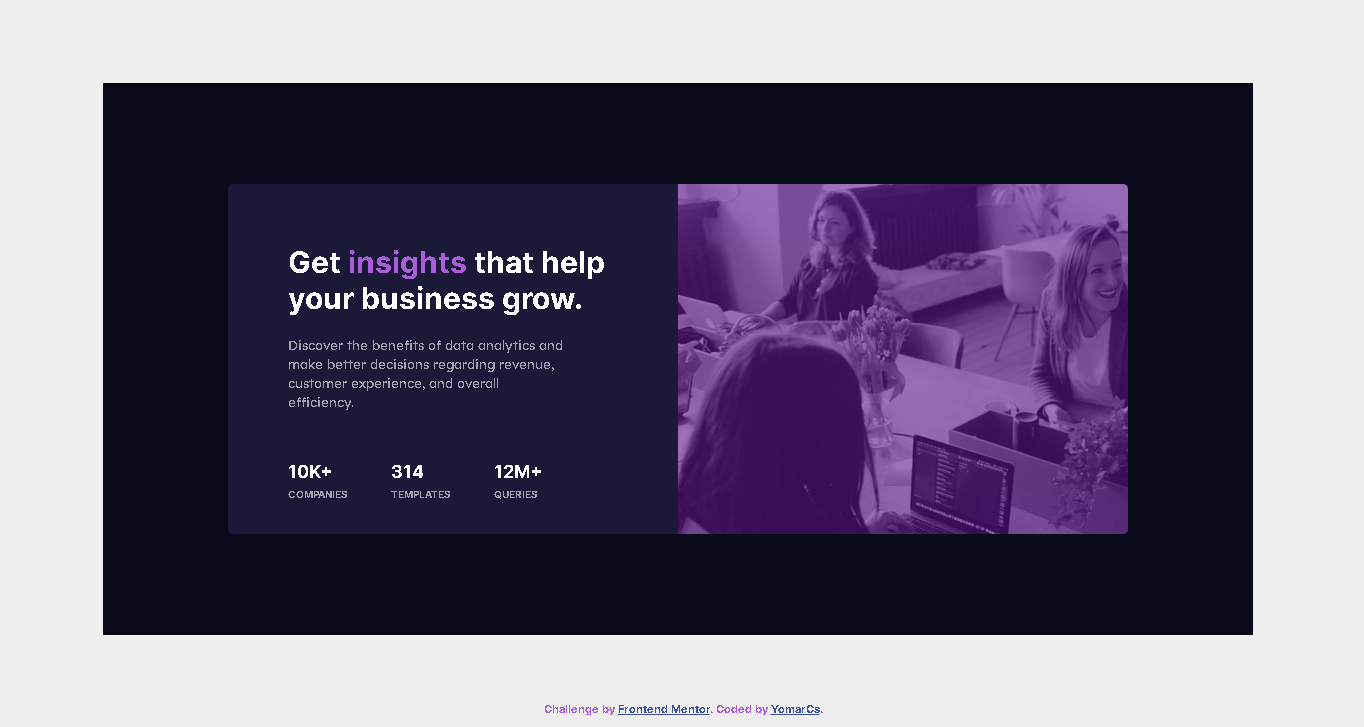 Get insights that help
your business grow.
Discover the benefits of data analytics and
make better decisions regarding revenue,
customer experience, and overall
efficiency.
10K+ 314 12M+
COMPANIES TEMPLATES QUERIES
Challenge by Frontend Mentor. Coded by YomarCs.